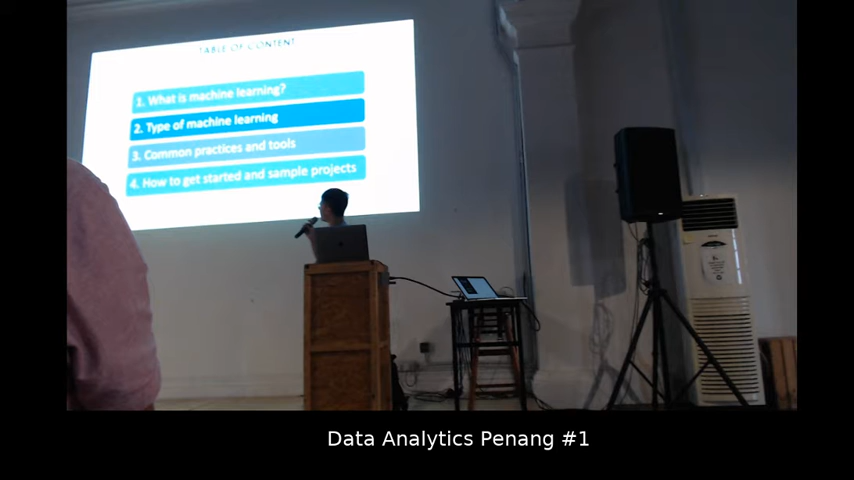 TABLE OF CONTENT
1. What is machine learning?
2. Type of machine learning
3. Common practices and tools
4. How to get started and sample projects
Data Analytics Penang #1